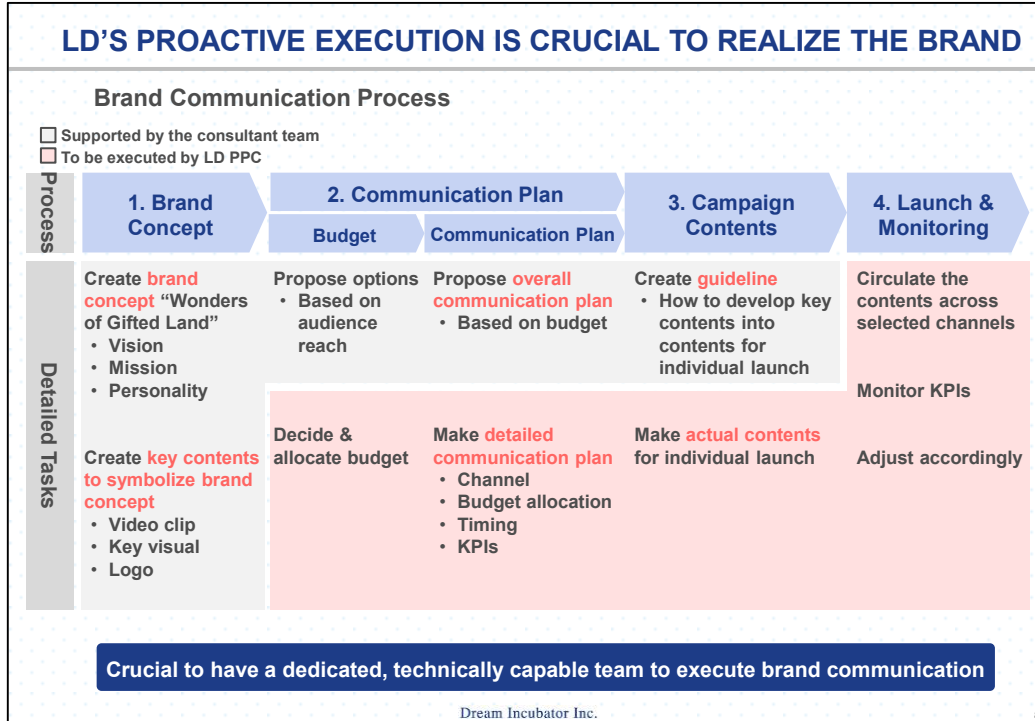 LD'S PROACTIVE EXECUTION IS CRUCIAL TO REALIZE THE BRAND
Brand Communication Process
Supported by the consultant team
To be executed by LD PPC
Process
1. Brand
Concept
2. Communication Plan
Budget
Communication Plan
3. Campaign
Contents
4. Launch &
Monitoring
Detailed Tasks
Create brand
concept “Wonders
of Gifted Land”
• Vision
• Mission
• Personality
Create key contents
to symbolize brand
concept
• Video clip
• Key visual
• Logo
Propose options
• Based on
audience
reach
Decide &
allocate budget
Propose overall
communication plan
• Based on budget
Make detailed
communication plan
• Channel
• Budget allocation
• Timing
• KPIs
Create guideline
• How to develop key
contents into
contents for
individual launch
Make actual contents
for individual launch
Circulate the
contents across
selected channels
Monitor KPIs
Adjust accordingly
Crucial to have a dedicated, technically capable team to execute brand communication
Dream Incubator Inc.